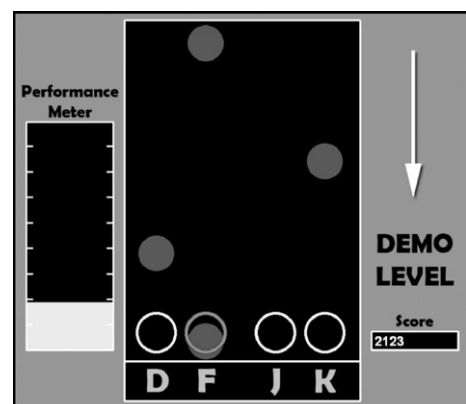 Performance
Meter
DEMO
LEVEL
Score
2123
D F J K